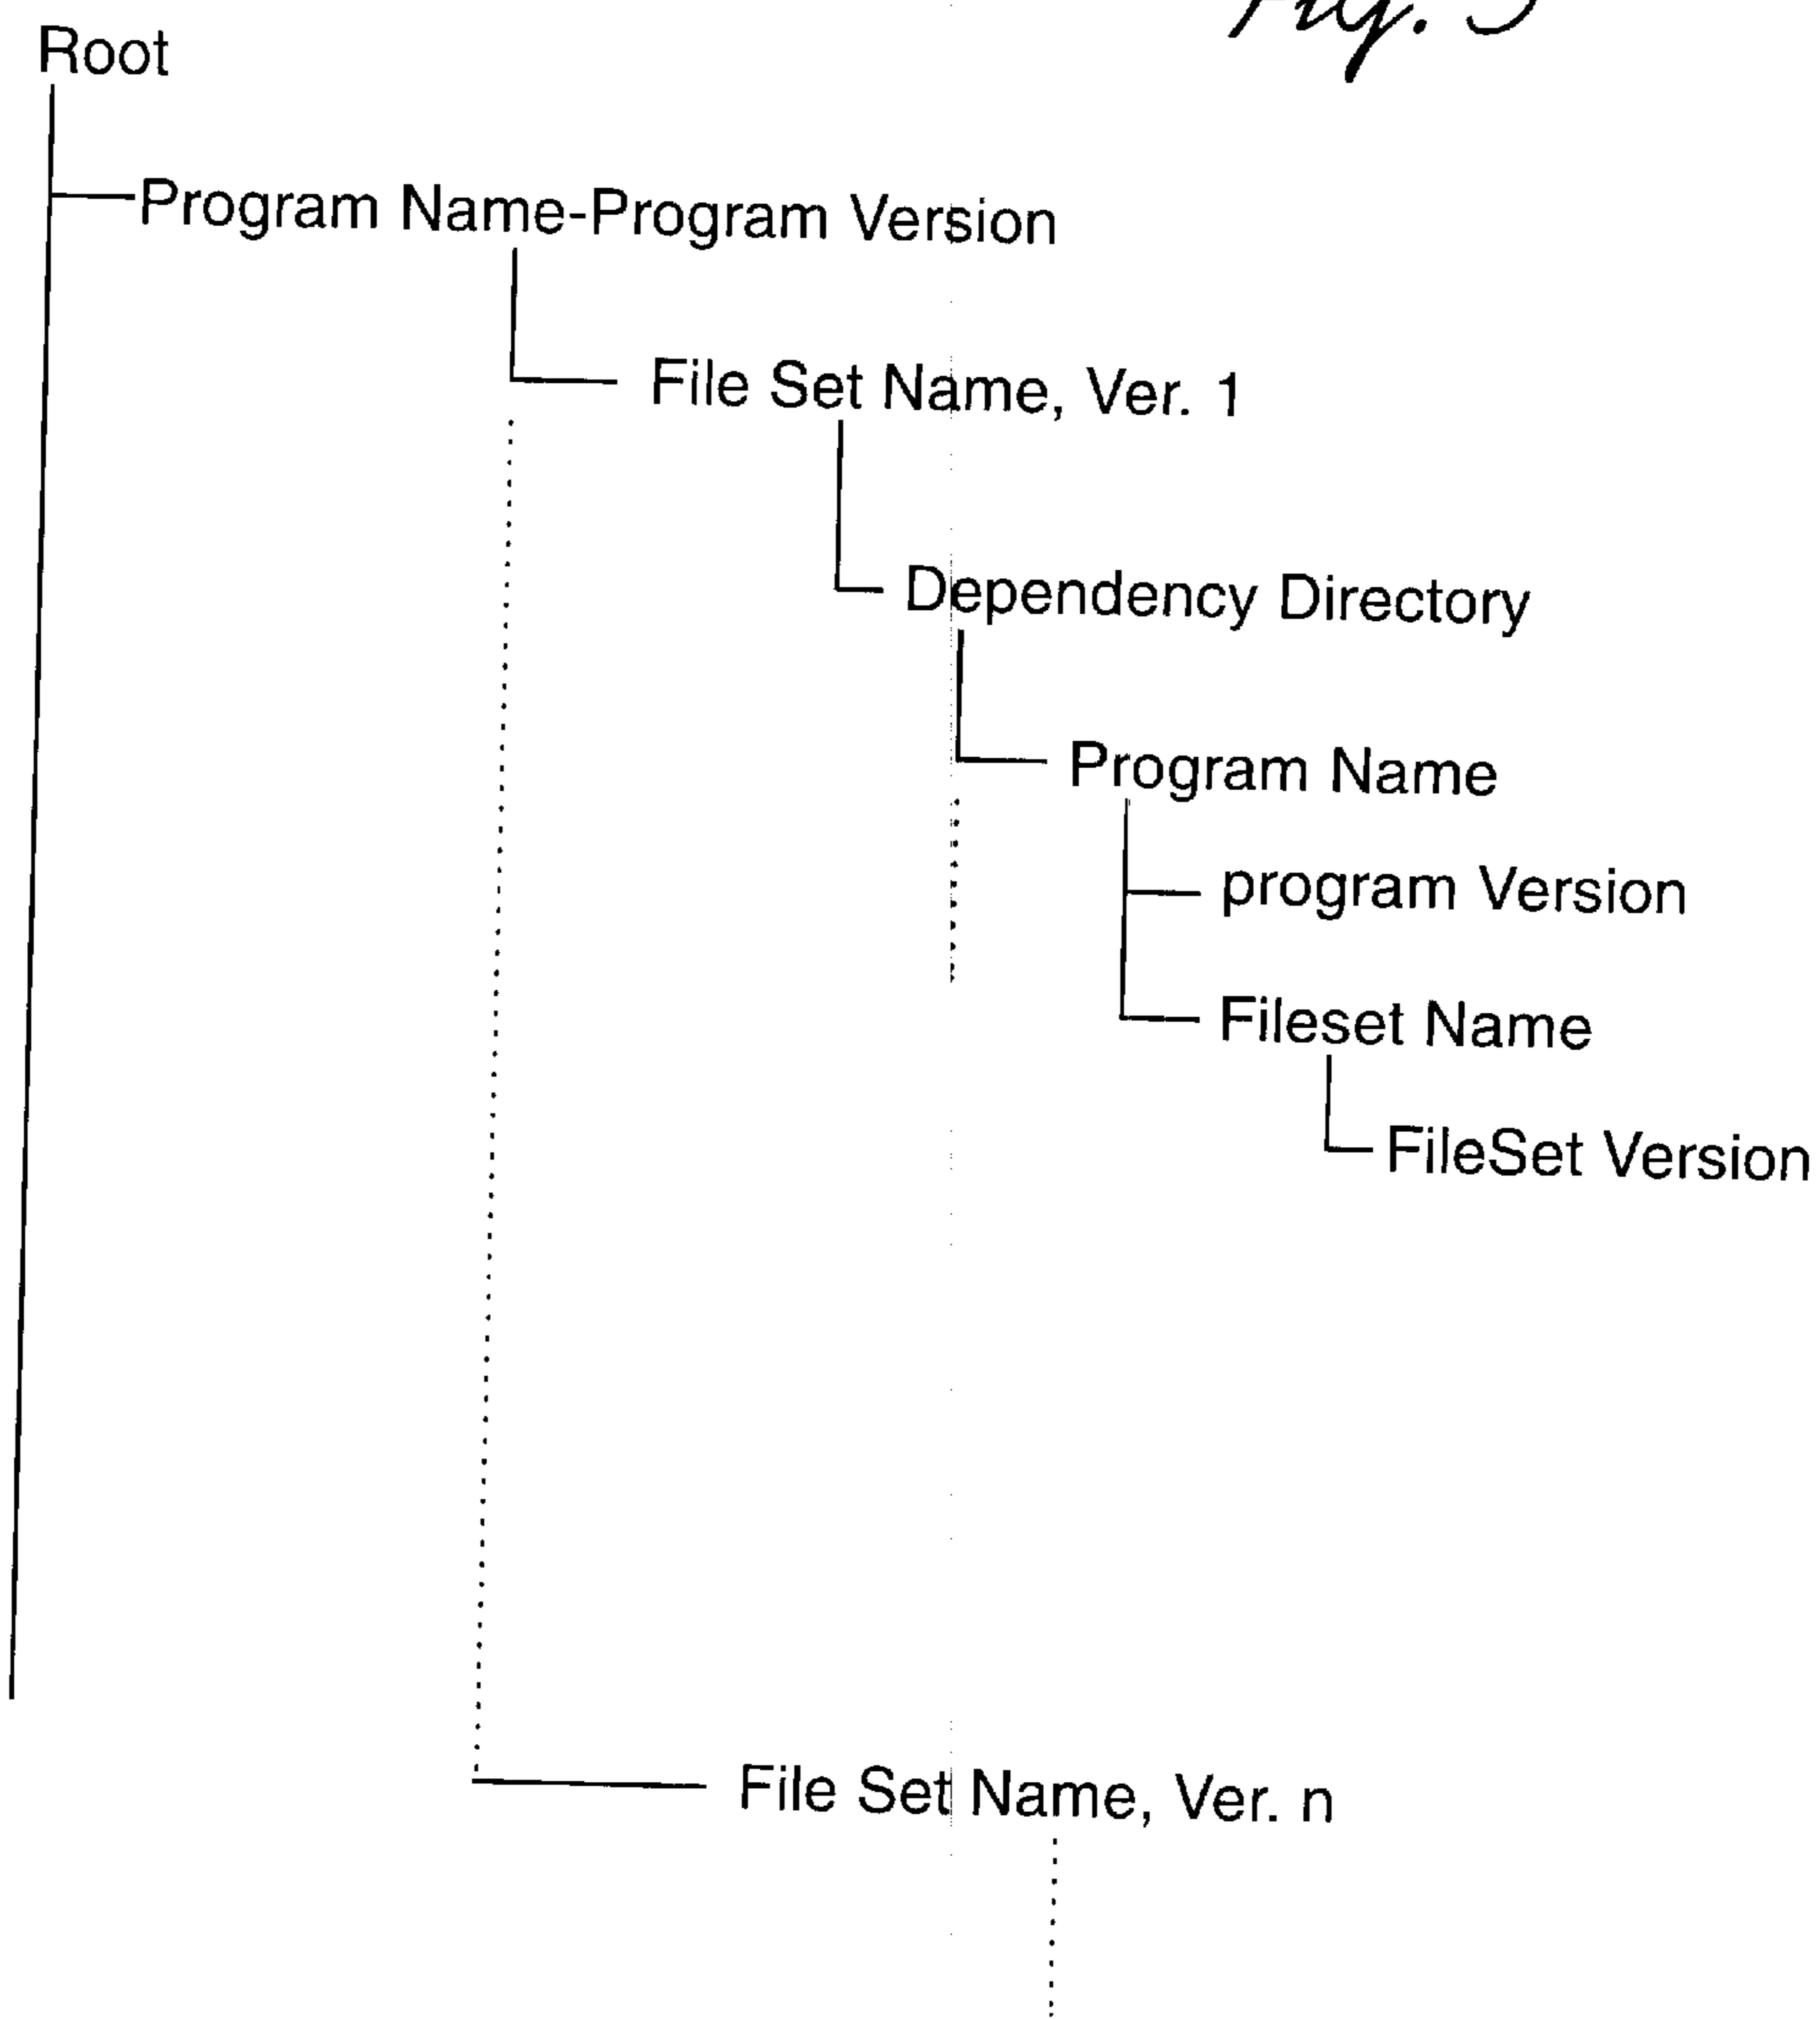 Fig.
Root
Program Name-Program Version
File Set Name, Ver. 1
Dependency Directory
Program Name
program Version
Fileset Name
FileSet Version
File Set Name, Ver. n